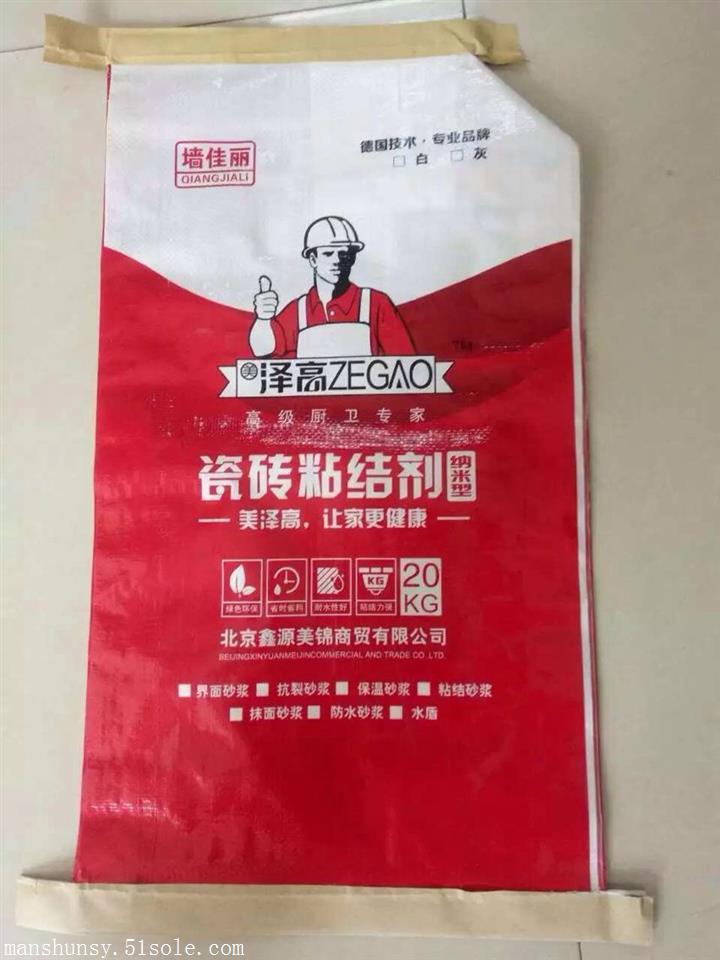 墙佳丽
QIANGJIALI
德国技术·专业品牌
□白 □灰
美泽高ZEGAO
高级厨卫专家
瓷砖粘结剂 纳米型
— 美泽高，让家更健康 —
绿色环保 省时省料 耐水性好 KG 粘结力强 20 KG
北京鑫源美锦商贸有限公司
BEIJINGXINYUANMEIJINCOMMERCIAL AND TRADE CO.,LTD.
■界面砂浆 ■抗裂砂浆 ■保温砂浆 ■粘结砂浆
■抹面砂浆 ■防水砂浆 ■水盾
manshunsy.51sole.com